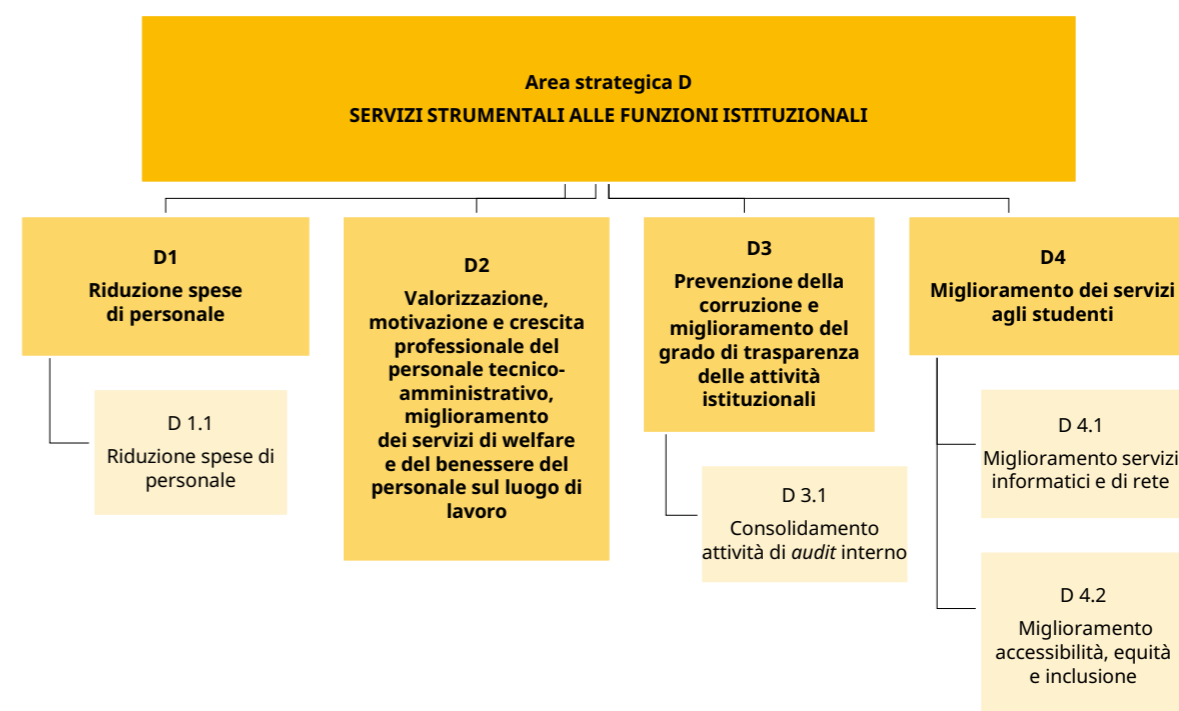 Area strategica D
SERVIZI STRUMENTALI ALLE FUNZIONI ISTITUZIONALI
D1
Riduzione spese
di personale
D 1.1
Riduzione spese di
personale
D2
Valorizzazione,
motivazione e crescita
professionale del
personale tecnico-
amministrativo,
miglioramento
dei servizi di welfare
e del benessere del
personale sul luogo di
lavoro
D3
Prevenzione della
corruzione e
miglioramento del
grado di trasparenza
delle attività
istituzionali
D 3.1
Consolidamento
attività di audit interno
D4
Miglioramento dei servizi
agli studenti
D 4.1
Miglioramento servizi
informatici e di rete
D 4.2
Miglioramento
accessibilità, equità
e inclusione